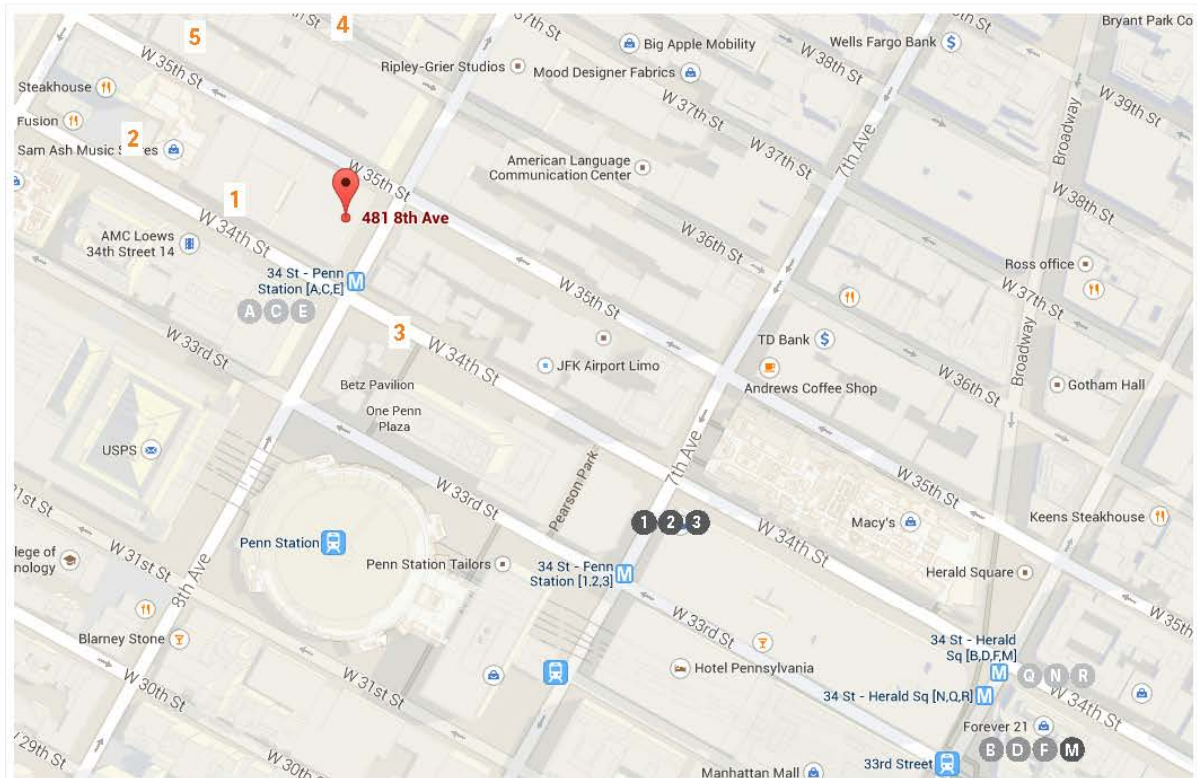 5
4
37th St
W 38th St
Bryant Park Co
W 35th St
Big Apple Mobility
Wells Fargo Bank
$
Ripley-Grier Studios
Mood Designer Fabrics
Steakhouse
W 37th St
W 39th St
Fusion
2
Broadway
Sam Ash Music
W 37th St
7th Ave
American Language
Communication Center
W 35th St
W 38th St
1
481 8th Ave
W 34th St
W 36th St
AMC Loews
34th Street 14
Ross office
34 St - Penn
Station [A,C,E]
M
W 37th St
A C E
W 35th St
3
W 33rd St
W 34th St
TD Bank
$
Broadway
JFK Airport Limo
W 36th St
Betz Pavilion
Andrews Coffee Shop
Gotham Hall
One Penn
Plaza
USPS
7th Ave
W 33rd St
Pearson Park
W 35th St
21st St
1 2 3
Macy's
Keens Steakhouse
W 34th St
Penn Station
W 31st St
lege of
nology
Penn Station Tailors
34 St - Penn
Station [1,2,3]
M
Herald Square
8th Ave
W 33rd St
W 35th
Blarney Stone
34 St - Herald
Sq [B,D,F,M]
M
Hotel Pennsylvania
Q N R
W 31st St
34 St - Herald Sq [N,Q,R]
M
W 34th St
W 30th St
Forever 21
B D F M
W 29th St
W 30th St
Manhattan Mall
33rd Street